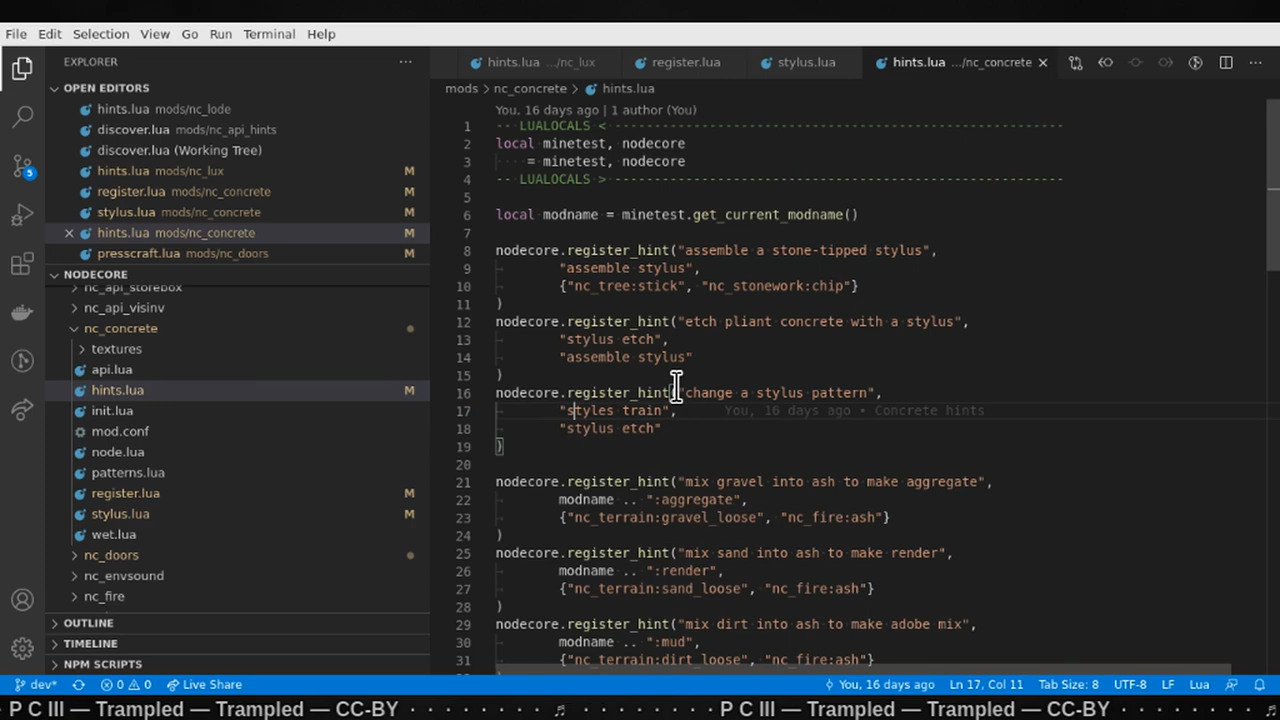 File Edit Selection View Go Run Terminal Help
EXPLORER
OPEN EDITORS
hints.lua mods/nc_lode
discover.lua mods/nc_api_hints
discover.lua (Working Tree)
hints.lua mods/nc_lux M
register.lua mods/nc_concrete M
stylus.lua mods/nc_concrete M
hints.lua mods/nc_concrete M
presscraft.lua mods/nc_doors M
NODECORE
nc_api_storebox
nc_api_visinv
nc_concrete
textures
api.lua
hints.lua M
init.lua
mod.conf
node.lua
patterns.lua
register.lua M
stylus.lua M
wet.lua
nc_doors
nc_envsound
nc_fire
OUTLINE
TIMELINE
NPM SCRIPTS
5
hints.lua .../nc_lux register.lua stylus.lua hints.lua .../nc_concrete
mods > nc_concrete > hints.lua
You, 16 days ago | 1 author (You)
1 -- LUALOCALS < ---------------------------------------------------------
2 local minetest, nodecore
3 = minetest, nodecore
4 -- LUALOCALS > ---------------------------------------------------------
5
6 local modname = minetest.get_current_modname()
7
8 nodecore.register_hint("assemble a stone-tipped stylus",
9 "assemble stylus",
10 {"nc_tree:stick", "nc_stonework:chip"}
11 )
12 nodecore.register_hint("etch pliant concrete with a stylus",
13 "stylus etch",
14 "assemble stylus"
15 )
16 nodecore.register_hint("change a stylus pattern",
17 "styles train", You, 16 days ago • Concrete hints
18 "stylus etch"
19 )
20
21 nodecore.register_hint("mix gravel into ash to make aggregate",
22 modname .. ":aggregate",
23 {"nc_terrain:gravel_loose", "nc_fire:ash"}
24 )
25 nodecore.register_hint("mix sand into ash to make render",
26 modname .. ":render",
27 {"nc_terrain:sand_loose", "nc_fire:ash"}
28 )
29 nodecore.register_hint("mix dirt into ash to make adobe mix",
30 modname .. ":mud",
31 {"nc_terrain:dirt_loose", "nc_fire:ash"}
dev* 0 0 Live Share You, 16 days ago Ln 17, Col 11 Tab Size: 8 UTF-8 LF Lua
P C III — Trampled — Trampled — CC-BY · · · · · · · ♬ · · · · · · · P C III — Trampled — Trampled — CC-BY · · · · · · · ♬